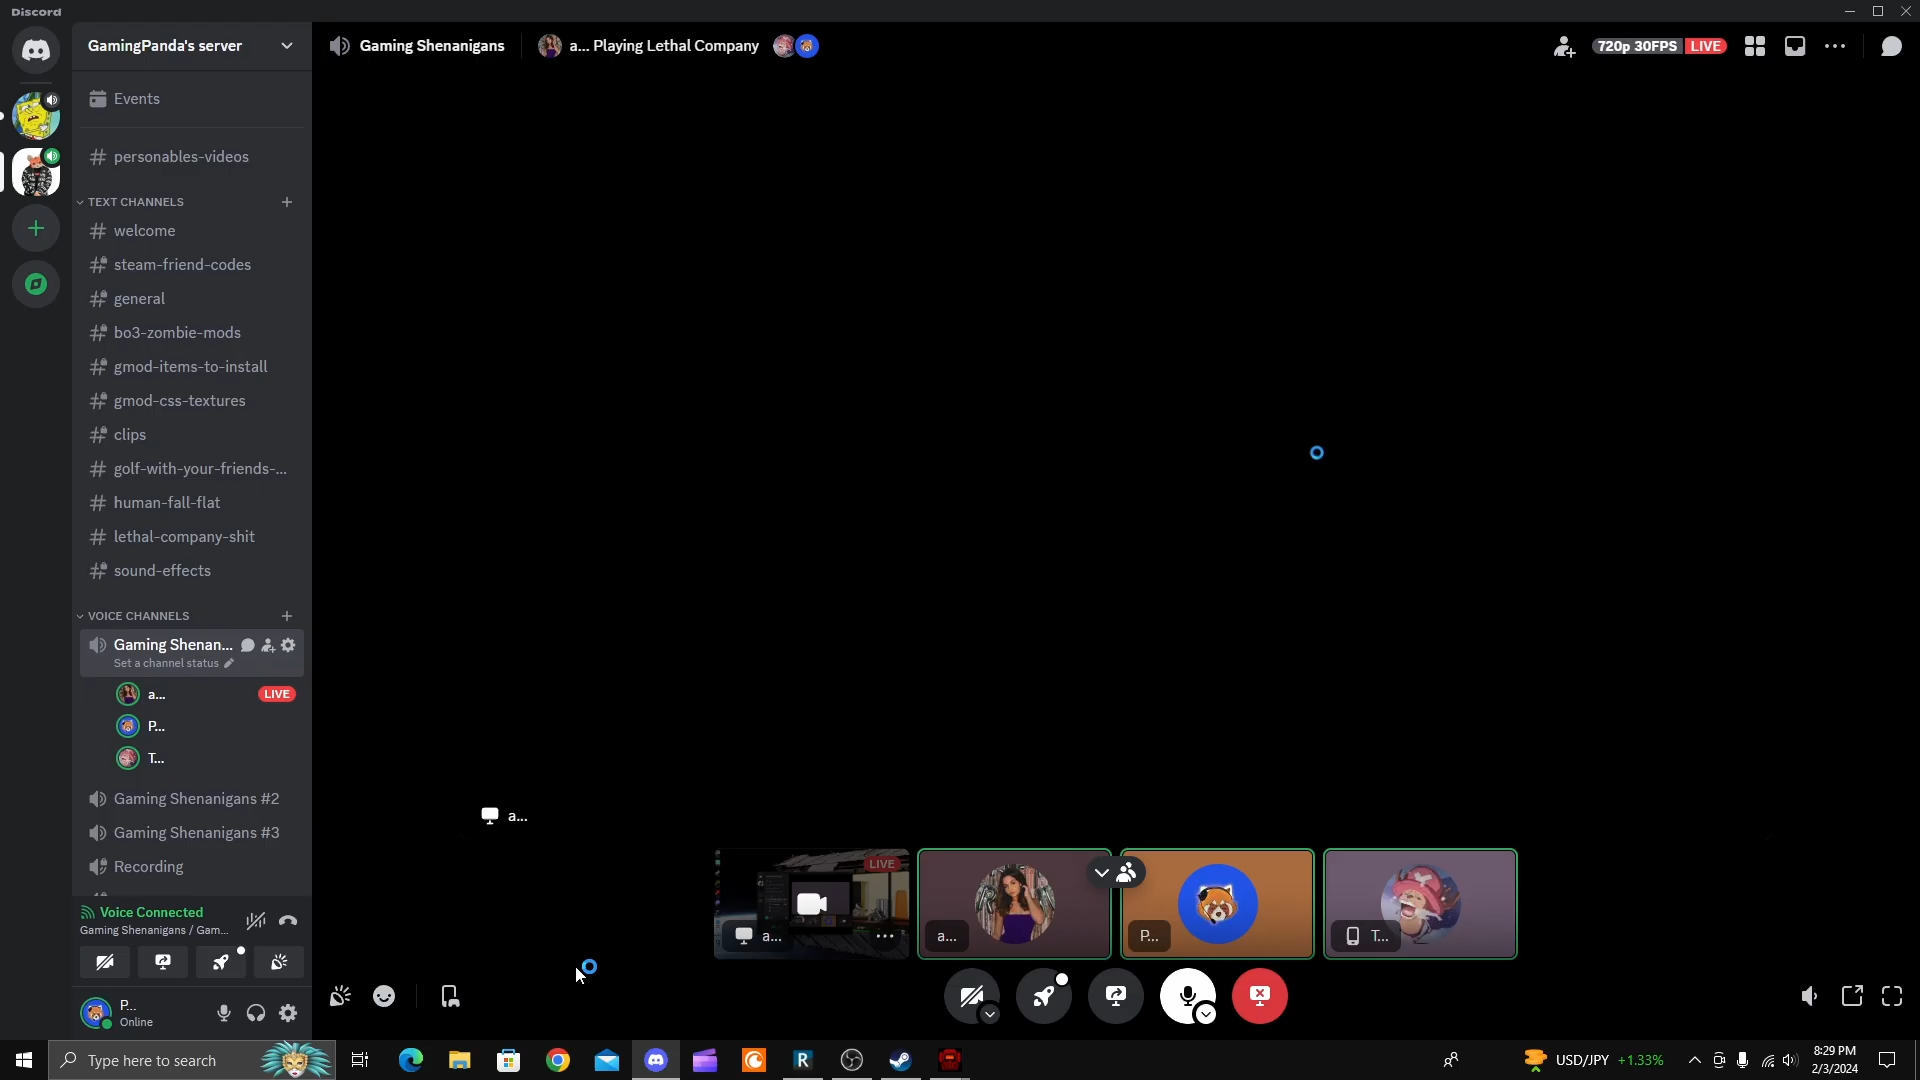 Discord
GamingPanda's server
Gaming Shenanigans
a... Playing Lethal Company
720p 30FPS LIVE
Events
personables-videos
TEXT CHANNELS
welcome
steam-friend-codes
general
bo3-zombie-mods
gmod-items-to-install
gmod-css-textures
clips
golf-with-your-friends-...
human-fall-flat
lethal-company-shit
sound-effects
VOICE CHANNELS
Gaming Shenan...
Set a channel status
a... LIVE
P...
T...
Gaming Shenanigans #2
Gaming Shenanigans #3
Recording
Voice Connected
Gaming Shenanigans / Gam...
P...
Online
a...
LIVE
a...
a...
P...
T...
Type here to search
USD/JPY +1.33%
8:29 PM
2/3/2024